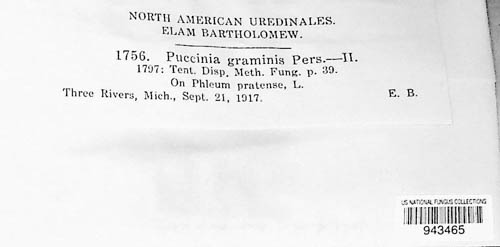 NORTH AMERICAN UREDINALES.
ELAM BARTHOLOMEW.
1756. Puccinia graminis Pers.—II.
1797: Tent. Disp. Meth. Fung. p. 39.
On Phleum pratense, L.
Three Rivers, Mich., Sept. 21, 1917. E. B.
US NATIONAL FUNGUS COLLECTIONS
943465